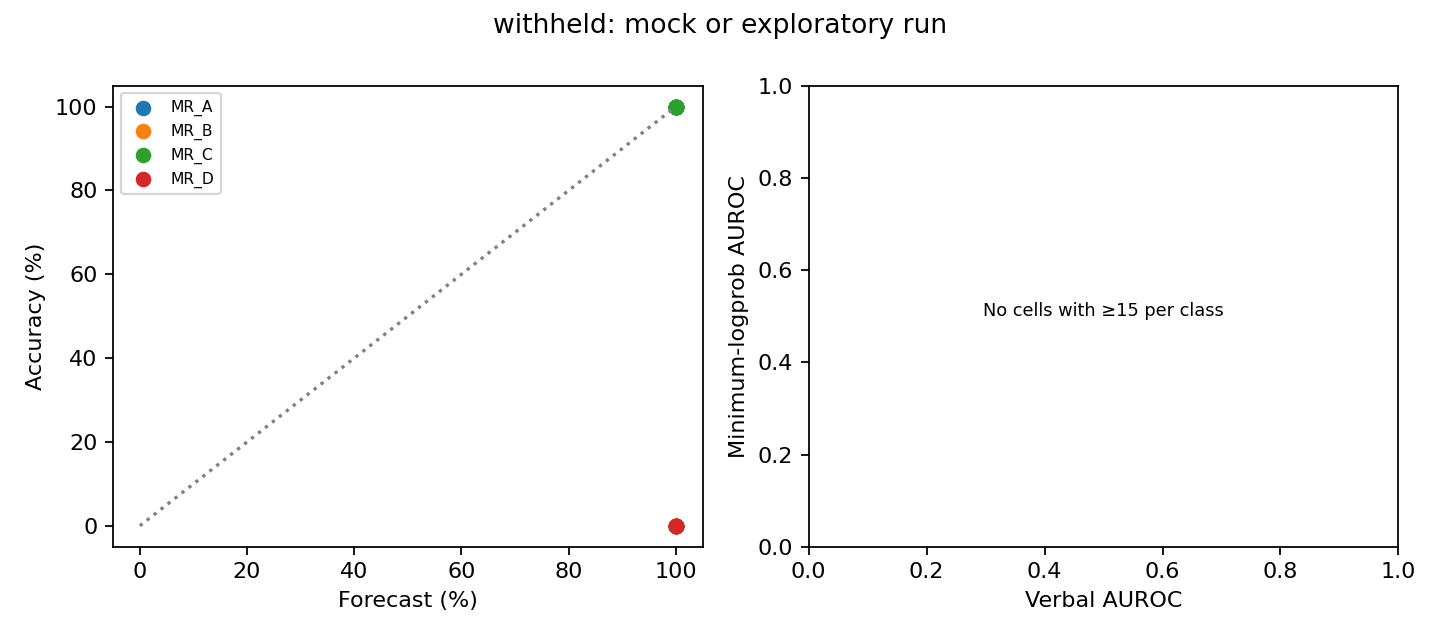 withheld: mock or exploratory run
100
80
60
40
20
0
Accuracy (%)
MR_A
MR_B
MR_C
MR_D
0 20 40 60 80 100
Forecast (%)
1.0
0.8
0.6
0.4
0.2
0.0
Minimum-logprob AUROC
No cells with ≥15 per class
0.0 0.2 0.4 0.6 0.8 1.0
Verbal AUROC